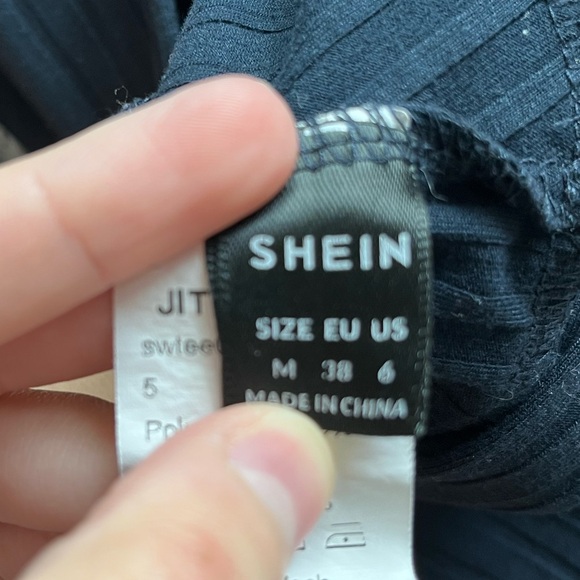 SHEIN
SIZE EU US
M 38 6
MADE IN CHINA
JIT
5